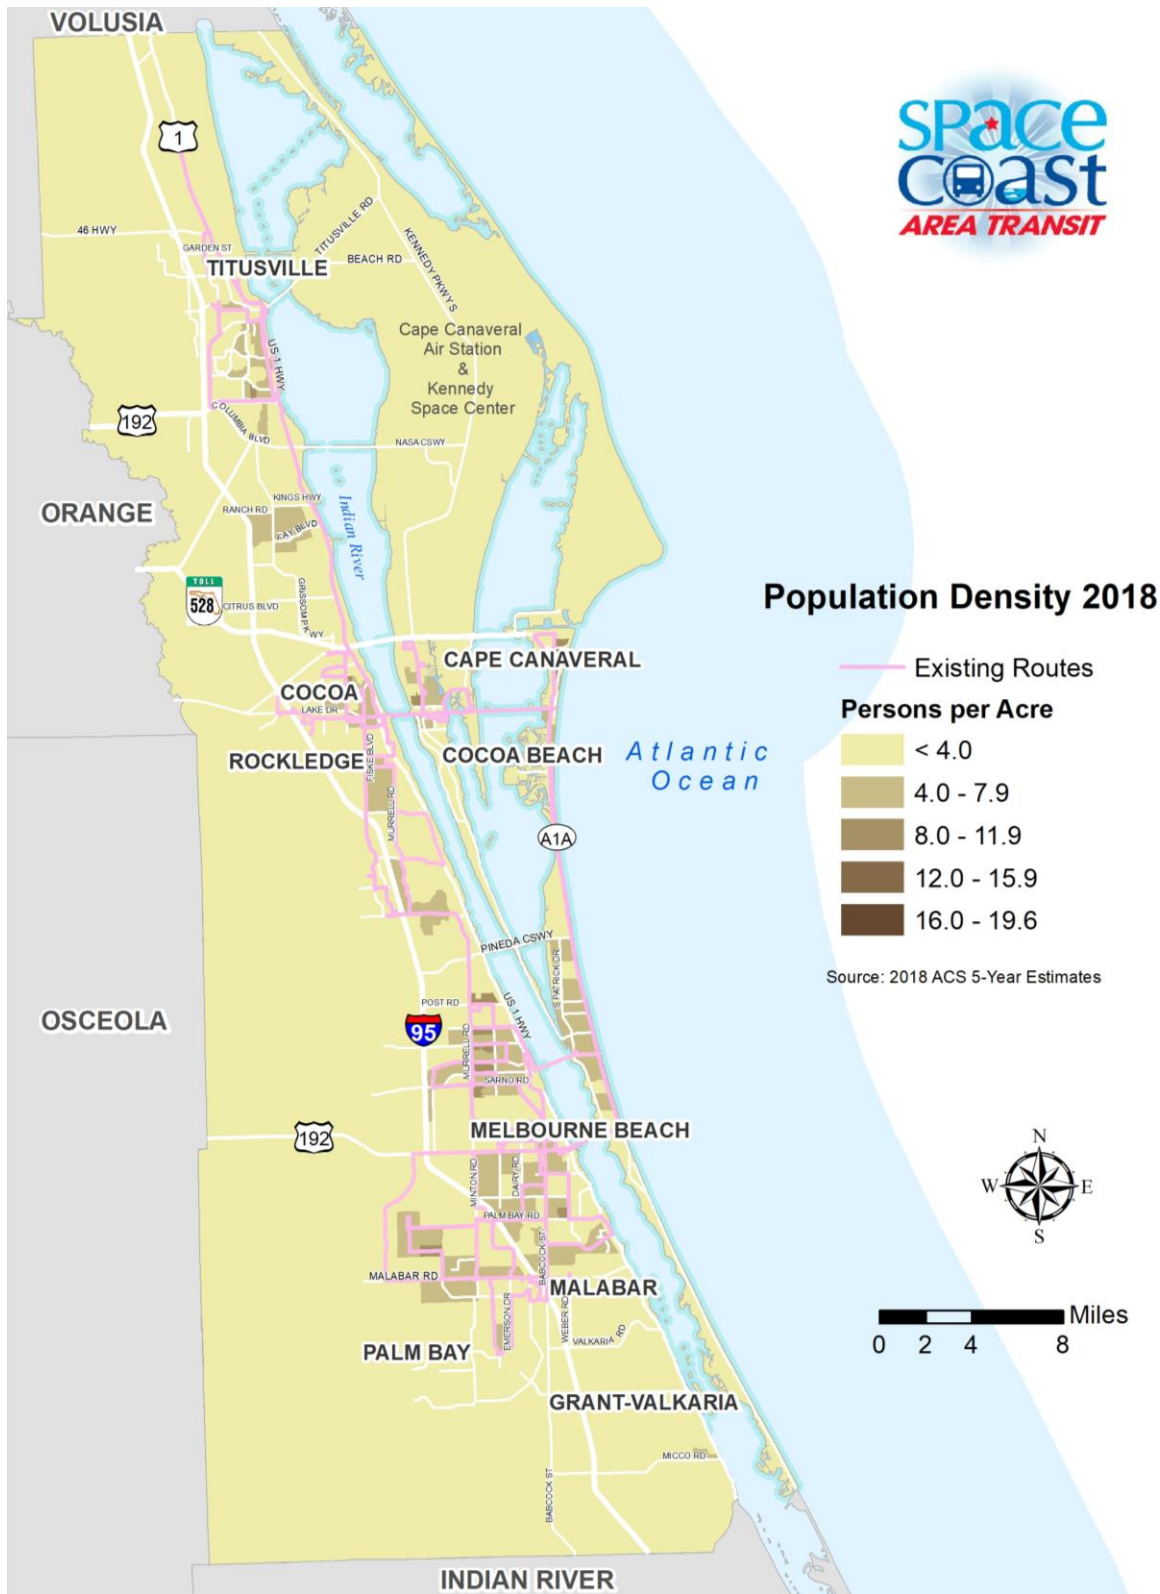 VOLUSIA
1
SPace
COast
AREA TRANSIT
46 HWY
GARDEN ST
TITUSVILLE
TITUSVILLE RD
BEACH RD
KENNEDY PKWY S
Cape Canaveral
Air Station
&
Kennedy
Space Center
US 1 HWY
192
COLUMBIA BLVD
NASA CSWY
ORANGE
KINGS HWY
RANCH RD
FAY BLVD
Indian River
TOLL
528
CITRUS BLVD
GRISSOM PKWY
Population Density 2018
CAPE CANAVERAL
Existing Routes
COCOA
LAKE DR
Persons per Acre
ROCKLEDGE
FISKE BLVD
COCOA BEACH
Atlantic
Ocean
< 4.0
4.0 - 7.9
8.0 - 11.9
12.0 - 15.9
16.0 - 19.6
MURRELL RD
A1A
PINEDA CSWY
S PATRICK DR
Source: 2018 ACS 5-Year Estimates
POST RD
US 1 HWY
OSCEOLA
95
MURRELL RD
SARNO RD
192
MELBOURNE BEACH
MINTON RD
DAIRY RD
PALM BAY RD
BABCOCK ST
N
W
E
S
MALABAR RD
MALABAR
EMERSON DR
WEBER RD
VALKARIA RD
PALM BAY
Miles
0 2 4 8
GRANT-VALKARIA
MICCO RD
BABCOCK ST
INDIAN RIVER